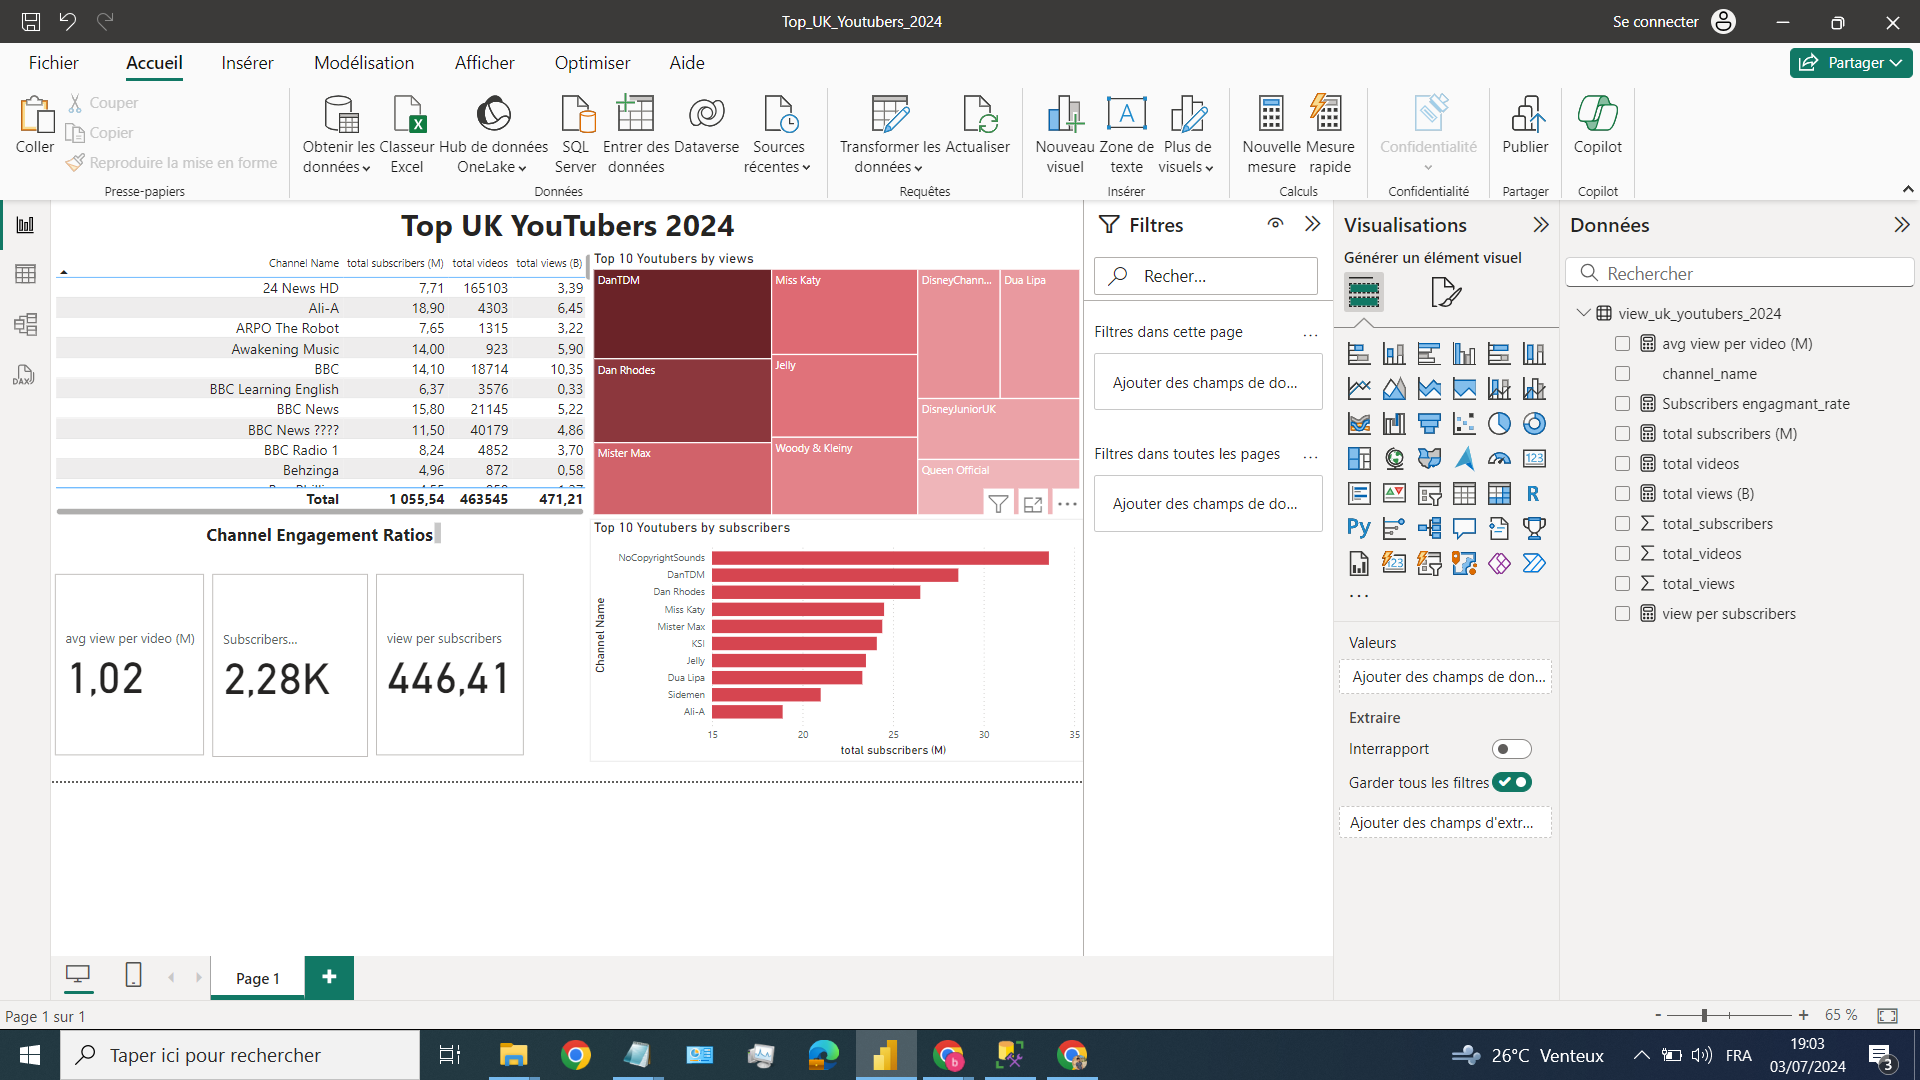 Top_UK_Youtubers_2024
Se connecter
Fichier
Accueil
Insérer
Modélisation
Afficher
Optimiser
Aide
Partager
Coller
Couper
Copier
Reproduire la mise en forme
Presse-papiers
Obtenir les données
Classeur Excel
Hub de données OneLake
SQL Server
Entrer des données
Dataverse
Sources récentes
Données
Transformer les données
Actualiser
Requêtes
Nouveau visuel
Zone de texte
Plus de visuels
Insérer
Nouvelle mesure
Mesure rapide
Calculs
Confidentialité
Confidentialité
Publier
Partager
Copilot
Copilot
DAX
Top UK YouTubers 2024
Channel Name total subscribers (M) total videos total views (B)
24 News HD 7,71 165103 3,39
Ali-A 18,90 4303 6,45
ARPO The Robot 7,65 1315 3,22
Awakening Music 14,00 923 5,90
BBC 14,10 18714 10,35
BBC Learning English 6,37 3576 0,33
BBC News 15,80 21145 5,22
BBC News ???? 11,50 40179 4,86
BBC Radio 1 8,24 4852 3,70
Behzinga 4,96 872 0,58
Total 1 055,54 463545 471,21
Top 10 Youtubers by views
DanTDM
Dan Rhodes
Mister Max
Miss Katy
Jelly
Woody & Kleiny
DisneyChann...
Dua Lipa
DisneyJuniorUK
Queen Official
Channel Engagement Ratios
avg view per video (M)
1,02
Subscribers...
2,28K
view per subscribers
446,41
Top 10 Youtubers by subscribers
Channel Name
NoCopyrightSounds
DanTDM
Dan Rhodes
Miss Katy
Mister Max
KSI
Jelly
Dua Lipa
Sidemen
Ali-A
15 20 25 30 35
total subscribers (M)
Filtres
Recher...
Filtres dans cette page
Ajouter des champs de do...
Filtres dans toutes les pages
Ajouter des champs de do...
Visualisations
Générer un élément visuel
123
R
Py
123
Valeurs
Ajouter des champs de don...
Extraire
Interrapport
Garder tous les filtres
Ajouter des champs d'extr...
Données
Rechercher
view_uk_youtubers_2024
avg view per video (M)
channel_name
Subscribers engagmant_rate
total subscribers (M)
total videos
total views (B)
total_subscribers
total_videos
total_views
view per subscribers
Page 1
Page 1 sur 1
65 %
Taper ici pour rechercher
26°C Venteux
FRA
19:03
03/07/2024
3